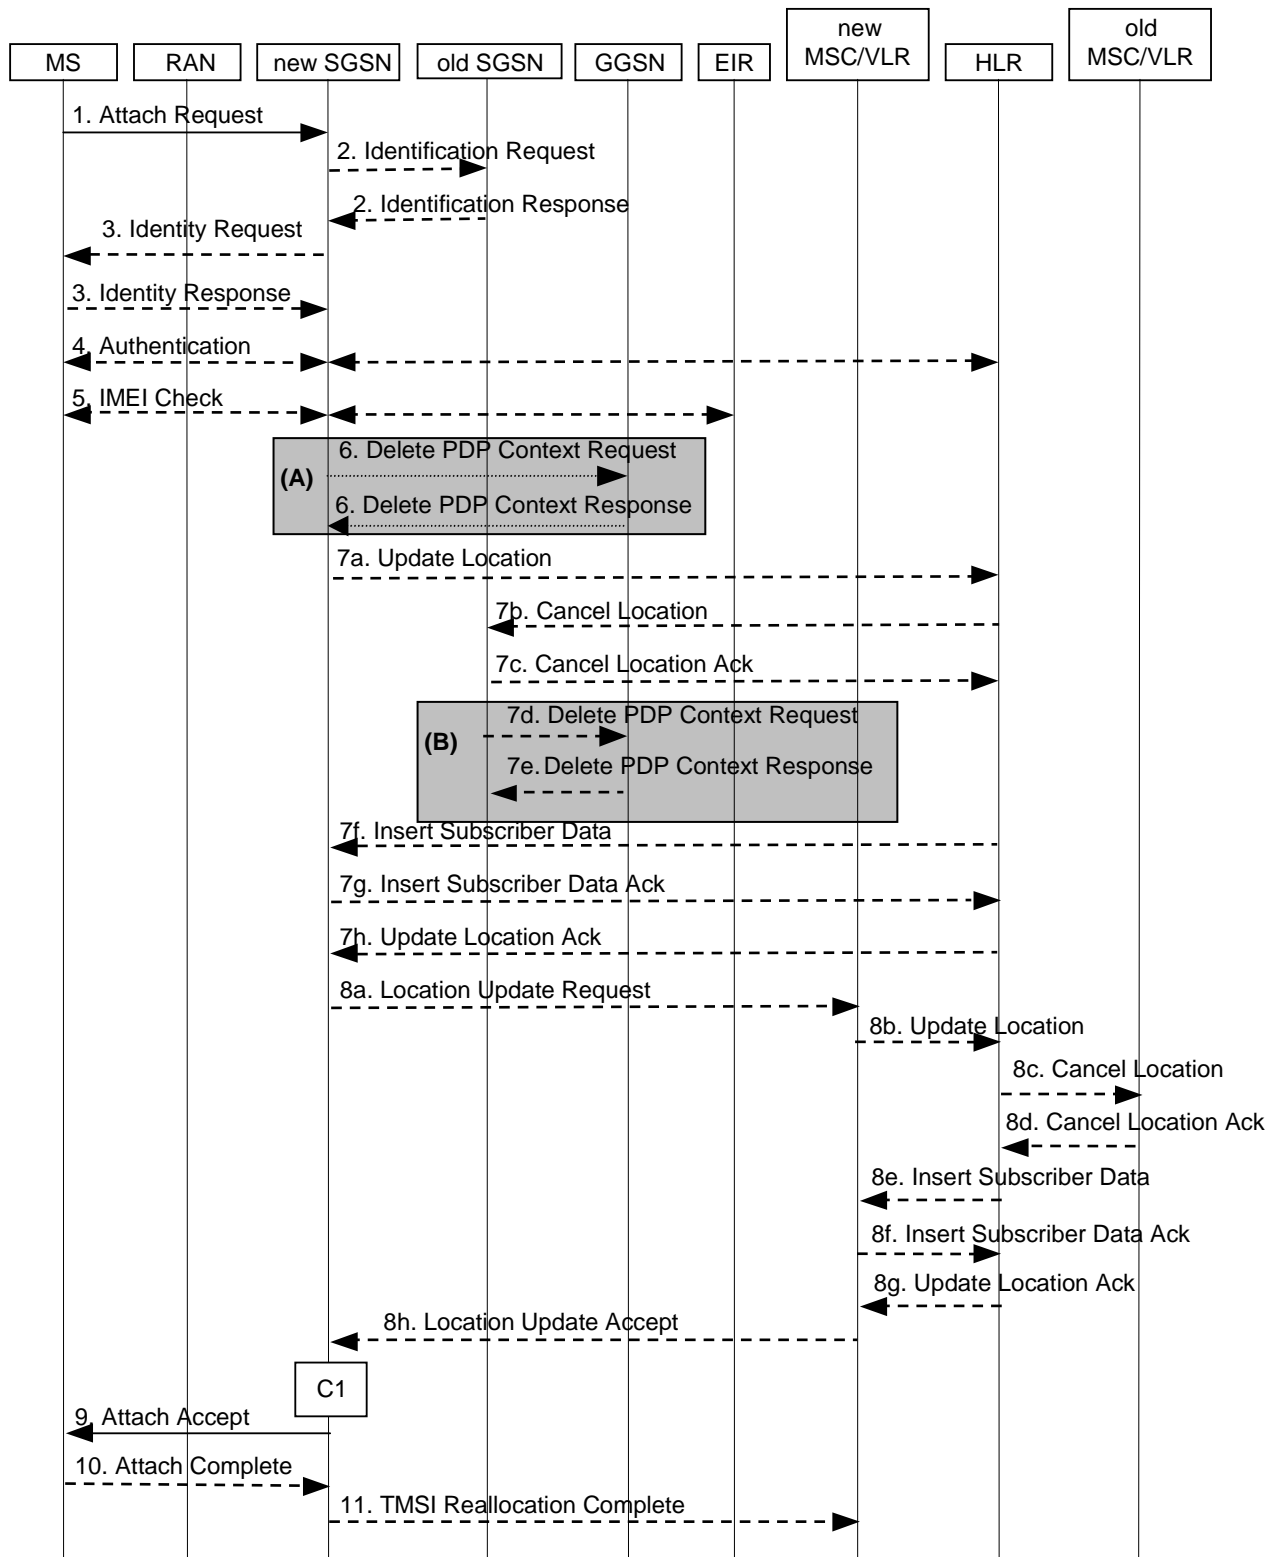 MS
RAN
new SGSN
old SGSN
GGSN
EIR
new
MSC/VLR
HLR
old
MSC/VLR
1. Attach Request
2. Identification Request
2. Identification Response
3. Identity Request
3. Identity Response
4. Authentication
5. IMEI Check
(A)
6. Delete PDP Context Request
6. Delete PDP Context Response
7a. Update Location
7b. Cancel Location
7c. Cancel Location Ack
(B)
7d. Delete PDP Context Request
7e. Delete PDP Context Response
7f. Insert Subscriber Data
7g. Insert Subscriber Data Ack
7h. Update Location Ack
8a. Location Update Request
8b. Update Location
8c. Cancel Location
8d. Cancel Location Ack
8e. Insert Subscriber Data
8f. Insert Subscriber Data Ack
8g. Update Location Ack
8h. Location Update Accept
C1
9. Attach Accept
10. Attach Complete
11. TMSI Reallocation Complete